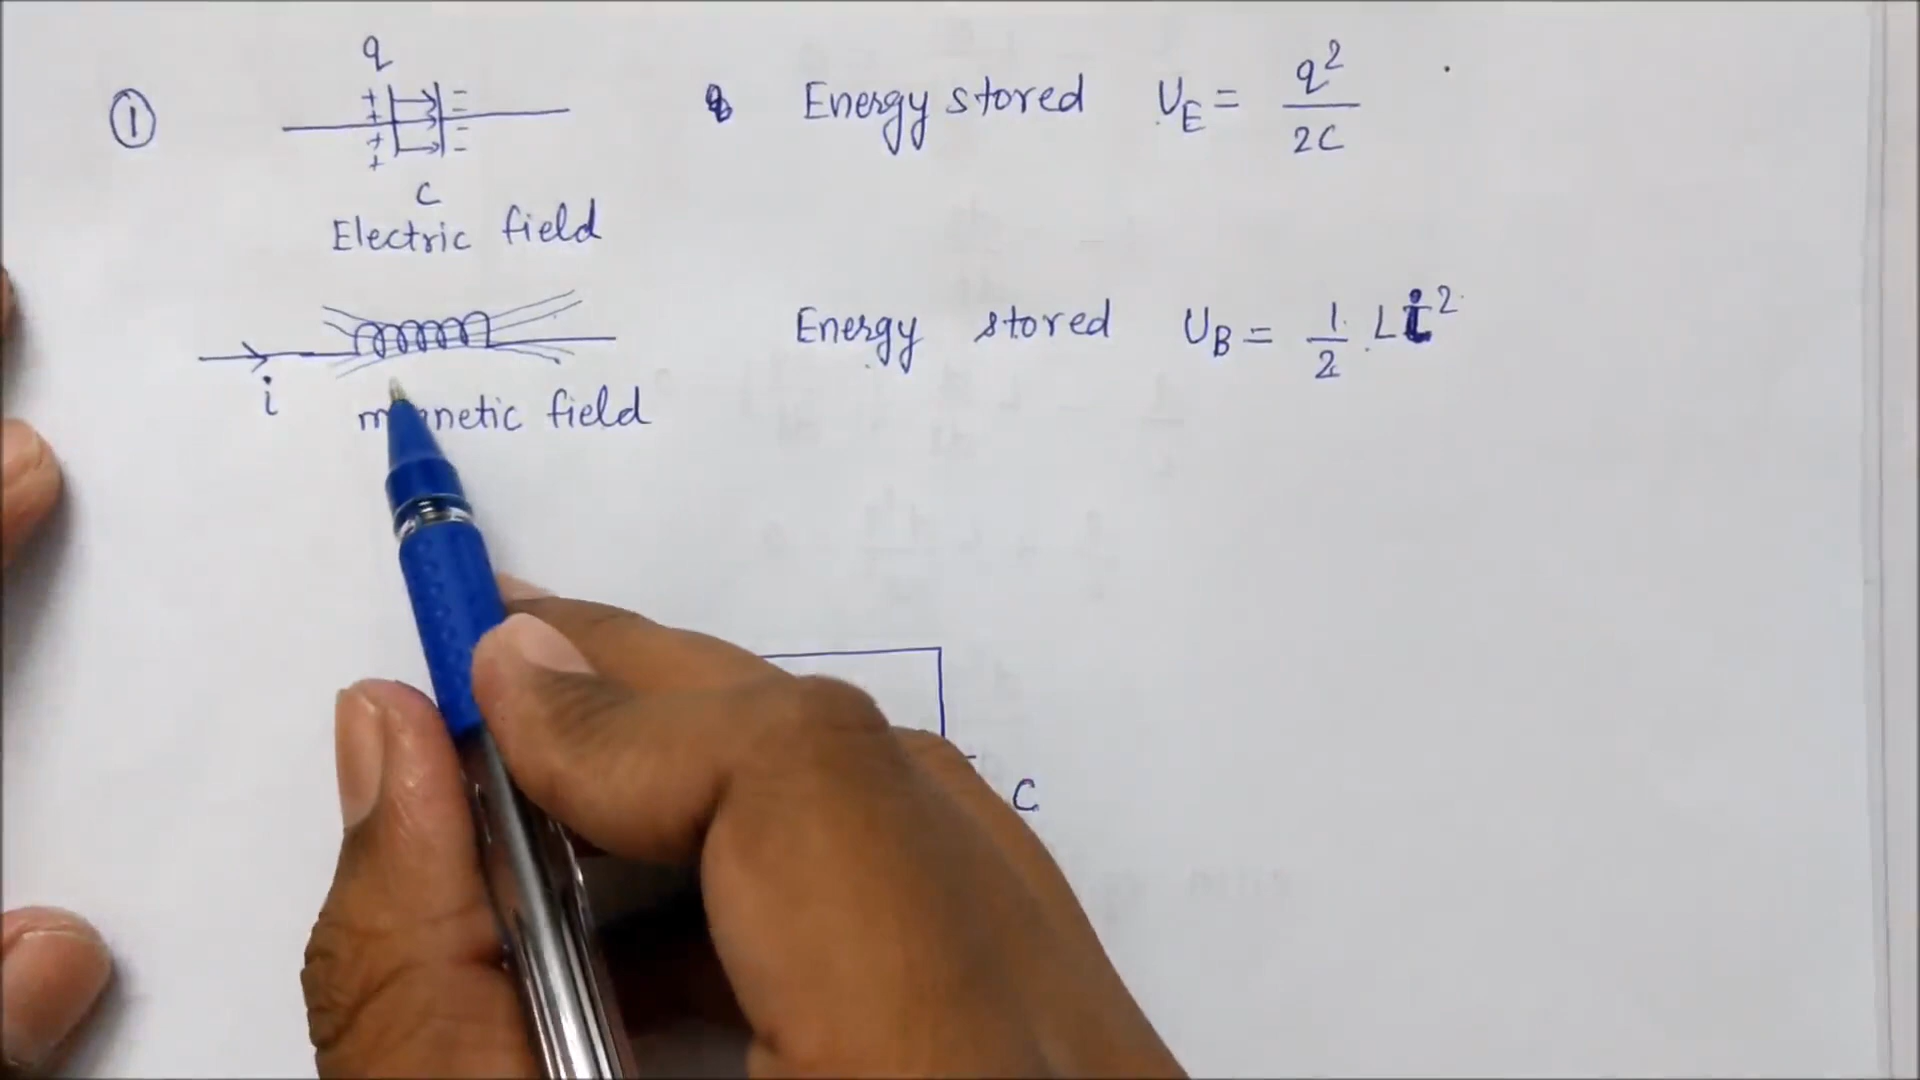 ①
q
+ + + +
- - - -
C
Electric field
Energy stored U_E = q²/2C
i
m netic field
Energy stored U_B = 1/2 Li²
C